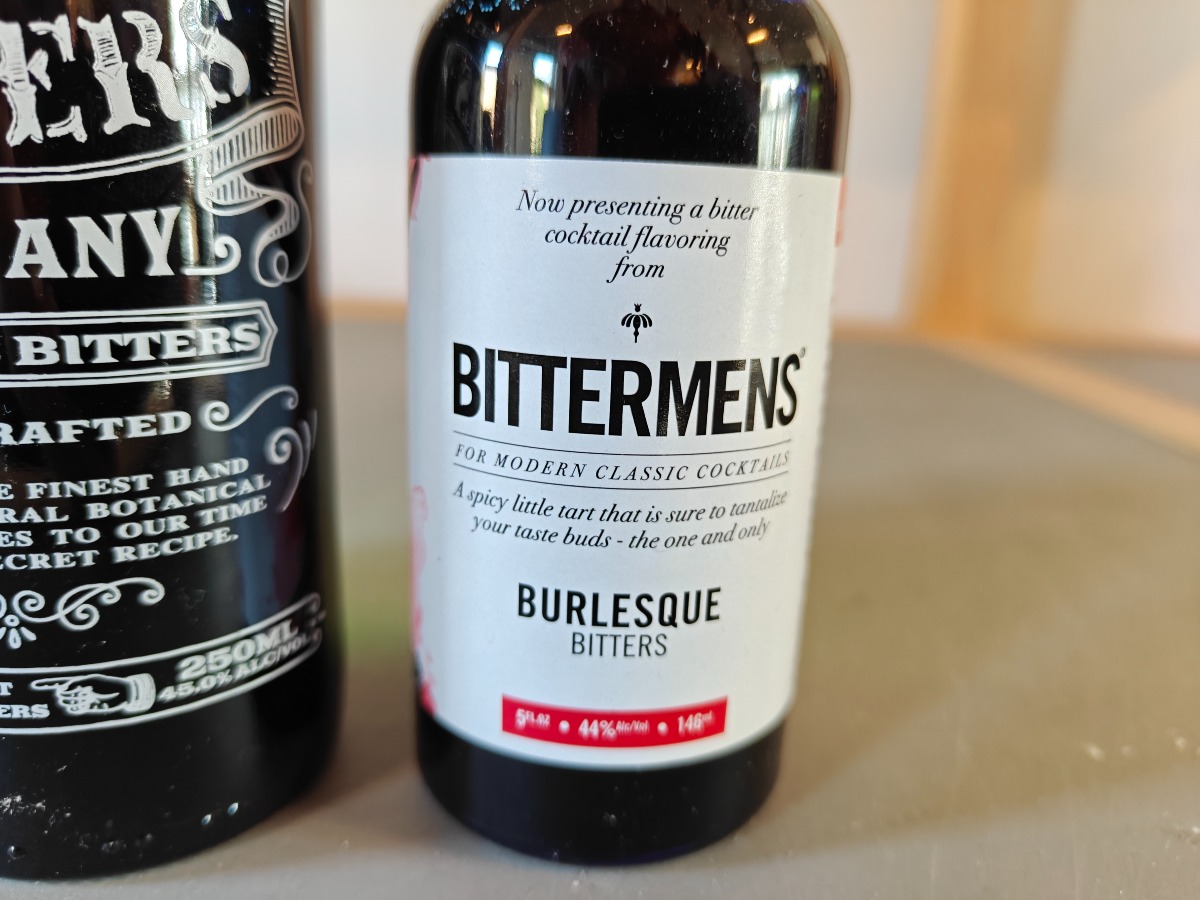 ERS
ANY
BITTERS
RAFTED
E FINEST HAND
RAL BOTANICAL
ES TO OUR TIME
ECRET RECIPE.
250ML
45.0% ALC/VOL
T
ERS
Now presenting a bitter
cocktail flavoring
from
BITTERMENS®
FOR MODERN CLASSIC COCKTAILS
A spicy little tart that is sure to tantalize
your taste buds - the one and only
BURLESQUE
BITTERS
5FL.OZ • 44%Alc/Vol • 146ml